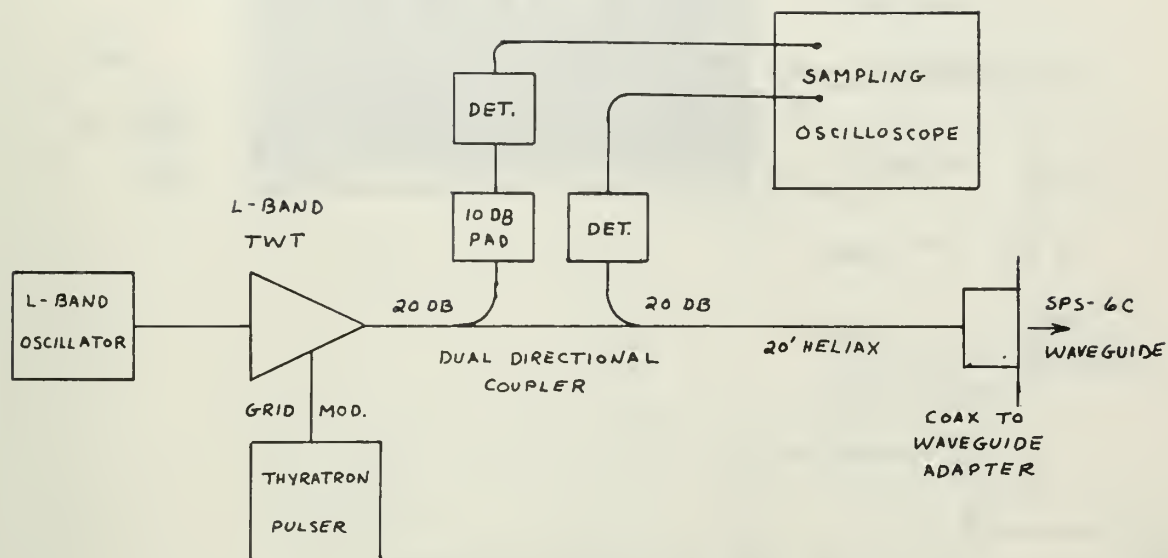 SAMPLING
OSCILLOSCOPE
DET.
10 DB
PAD
DET.
L-BAND
TWT
L-BAND
OSCILLATOR
20 DB
20 DB
DUAL DIRECTIONAL
COUPLER
20' HELIAX
SPS-6C
WAVEGUIDE
GRID MOD.
COAX TO
WAVEGUIDE
ADAPTER
THYRATRON
PULSER